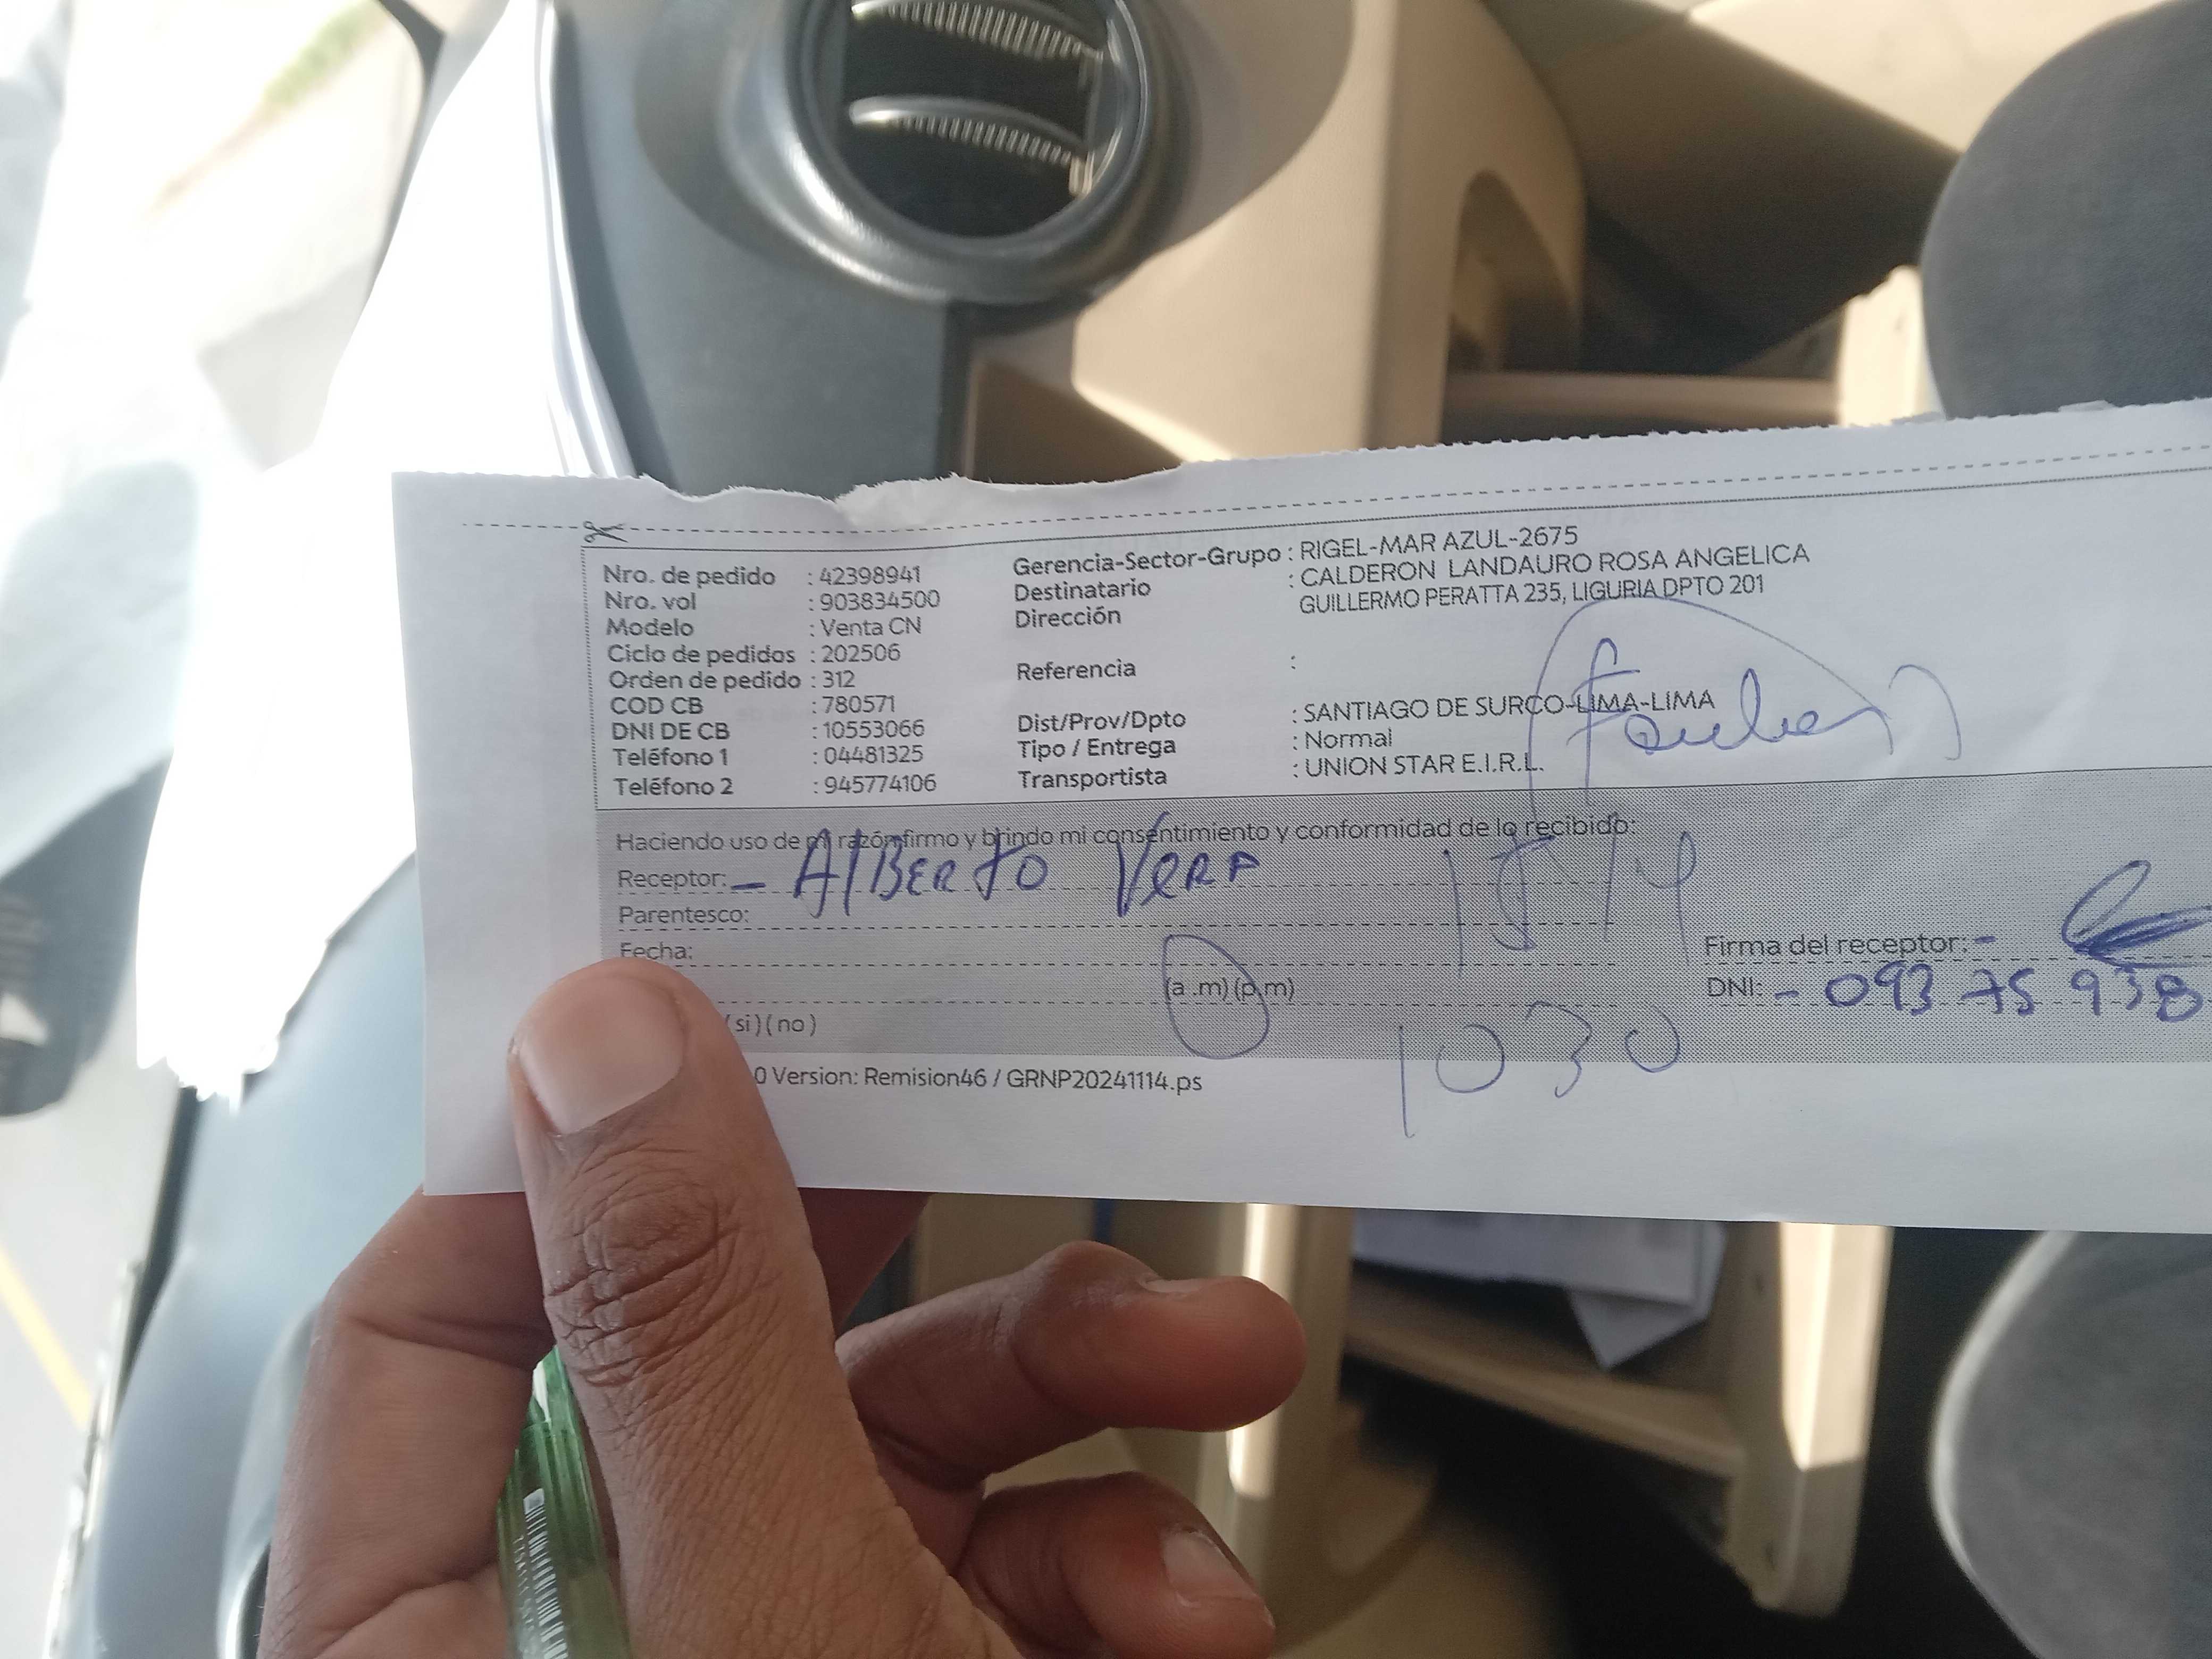 Nro. de pedido : 42398941
Nro. vol : 903834500
Modelo : Venta CN
Ciclo de pedidos : 202506
Orden de pedido : 312
COD CB : 780571
DNI DE CB : 10553066
Teléfono 1 : 04481325
Teléfono 2 : 945774106
Gerencia-Sector-Grupo : RIGEL-MAR AZUL-2675
Destinatario : CALDERON LANDAURO ROSA ANGELICA
Dirección GUILLERMO PERATTA 235, LIGURIA DPTO 201
Referencia :
Dist/Prov/Dpto : SANTIAGO DE SURCO-LIMA-LIMA
Tipo / Entrega : Normal
Transportista : UNION STAR E.I.R.L.
Haciendo uso de mi razón firmo y brindo mi consentimiento y conformidad de lo recibido:
Receptor: - Alberto Vera
Parentesco:
Fecha:
(a .m) (p.m)
1030
( si ) ( no )
Firma del receptor: -
DNI: - 093 75 938
0 Version: Remision46 / GRNP20241114.ps